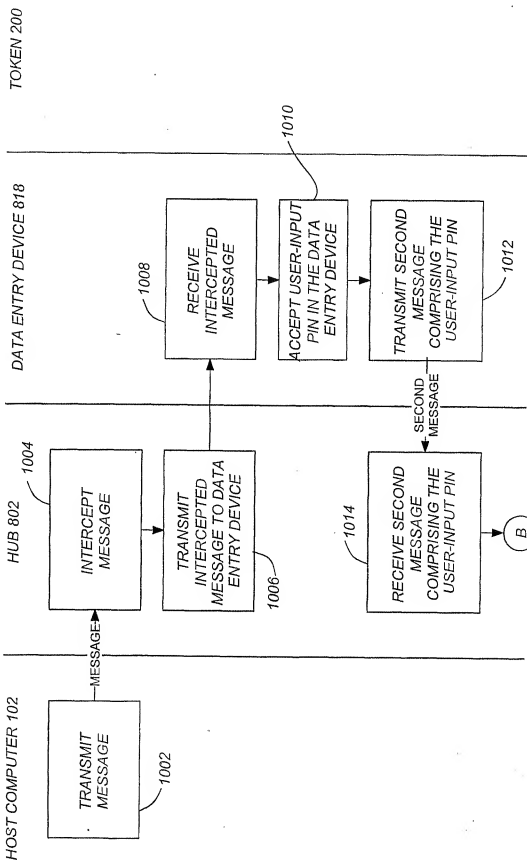 HOST COMPUTER 102
HUB 802
DATA ENTRY DEVICE 818
TOKEN 200
TRANSMIT
MESSAGE
1002
MESSAGE
INTERCEPT
MESSAGE
1004
TRANSMIT
INTERCEPTED
MESSAGE TO DATA
ENTRY DEVICE
1006
RECEIVE
INTERCEPTED
MESSAGE
1008
ACCEPT USER-INPUT
PIN IN THE DATA
ENTRY DEVICE
1010
TRANSMIT SECOND
MESSAGE
COMPRISING THE
USER-INPUT PIN
1012
SECOND
MESSAGE
RECEIVE SECOND
MESSAGE
COMPRISING THE
USER-INPUT PIN
1014
B